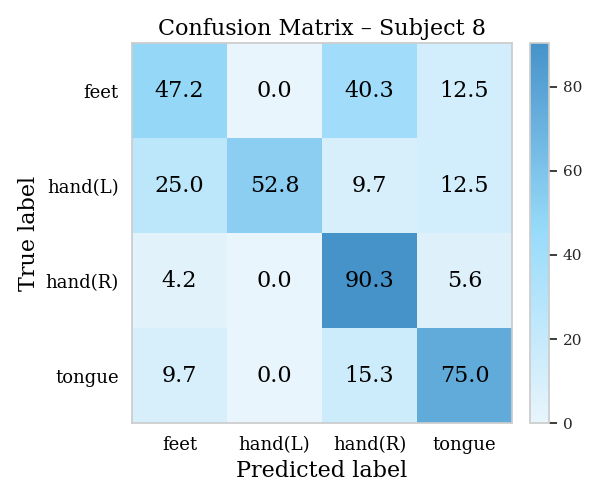 Confusion Matrix – Subject 8
feet 47.2 0.0 40.3 12.5
hand(L) 25.0 52.8 9.7 12.5
hand(R) 4.2 0.0 90.3 5.6
tongue 9.7 0.0 15.3 75.0
feet hand(L) hand(R) tongue
Predicted label
True label
80
60
40
20
0